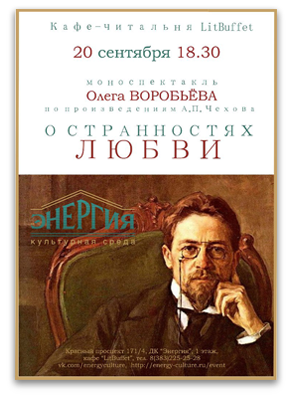 Кафе-читальня LitBuffet
20 сентября 18.30
моноспектакль
Олега ВОРОБЬЁВА
по произведениям А.П.Чехова
О СТРАННОСТЯХ
ЛЮБВИ
ЭНЕРГИЯ
культурная среда
Красный проспект 171/4, ДК "Энергия", 1 этаж,
кафе "LitBuffet", тел. 8(383)225-25-28
vk.com/energyculture, http://energy-culture.ru/event